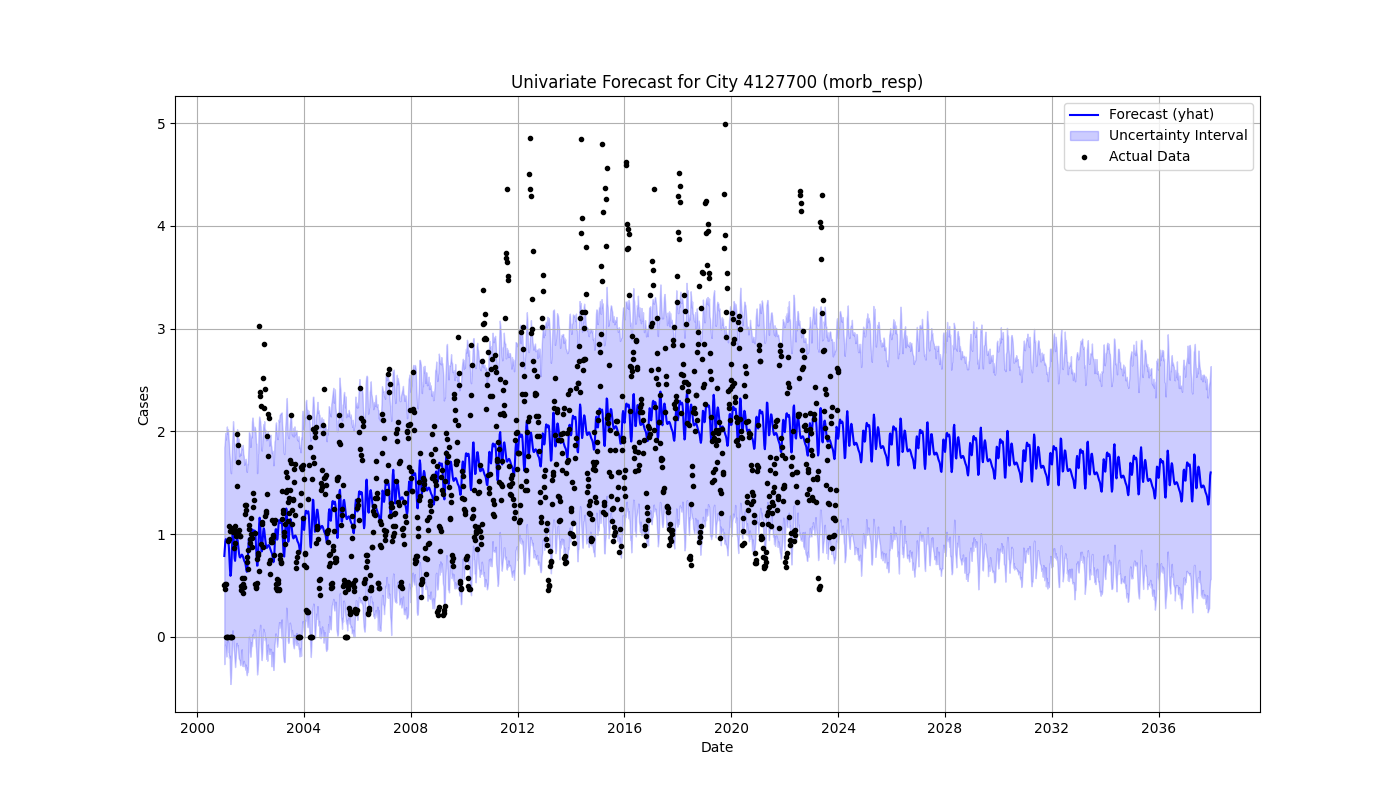 Univariate Forecast for City 4127700 (morb_resp)
Forecast (yhat)
Uncertainty Interval
Actual Data
Cases
5
4
3
2
1
0
2000 2004 2008 2012 2016 2020 2024 2028 2032 2036
Date